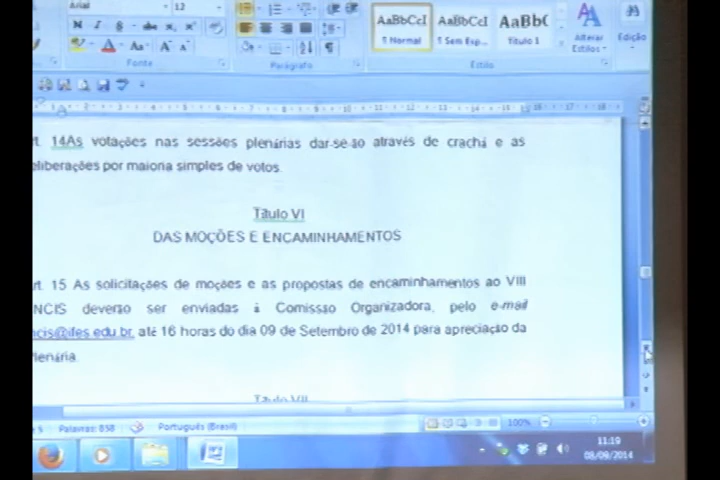 Arial 12
AaBbCcI AaBbCcI AaBbC
¶ Normal ¶ Sem Esp... Título 1 Alterar Estilos Edição
Fonte Parágrafo Estilo
rt. 14As votações nas sessões plenárias dar-se-ão através de crachá e as
eliberações por maioria simples de votos.
Título VI
DAS MOÇÕES E ENCAMINHAMENTOS
rt. 15 As solicitações de moções e as propostas de encaminhamentos ao VIII
NCIS deverão ser enviadas à Comissão Organizadora, pelo e-mail
ncis@ifes.edu.br, até 16 horas do dia 09 de Setembro de 2014 para apreciação da
lenária.
Título VII
Palavras: 838 Português (Brasil) 100%
11:19
08/09/2014